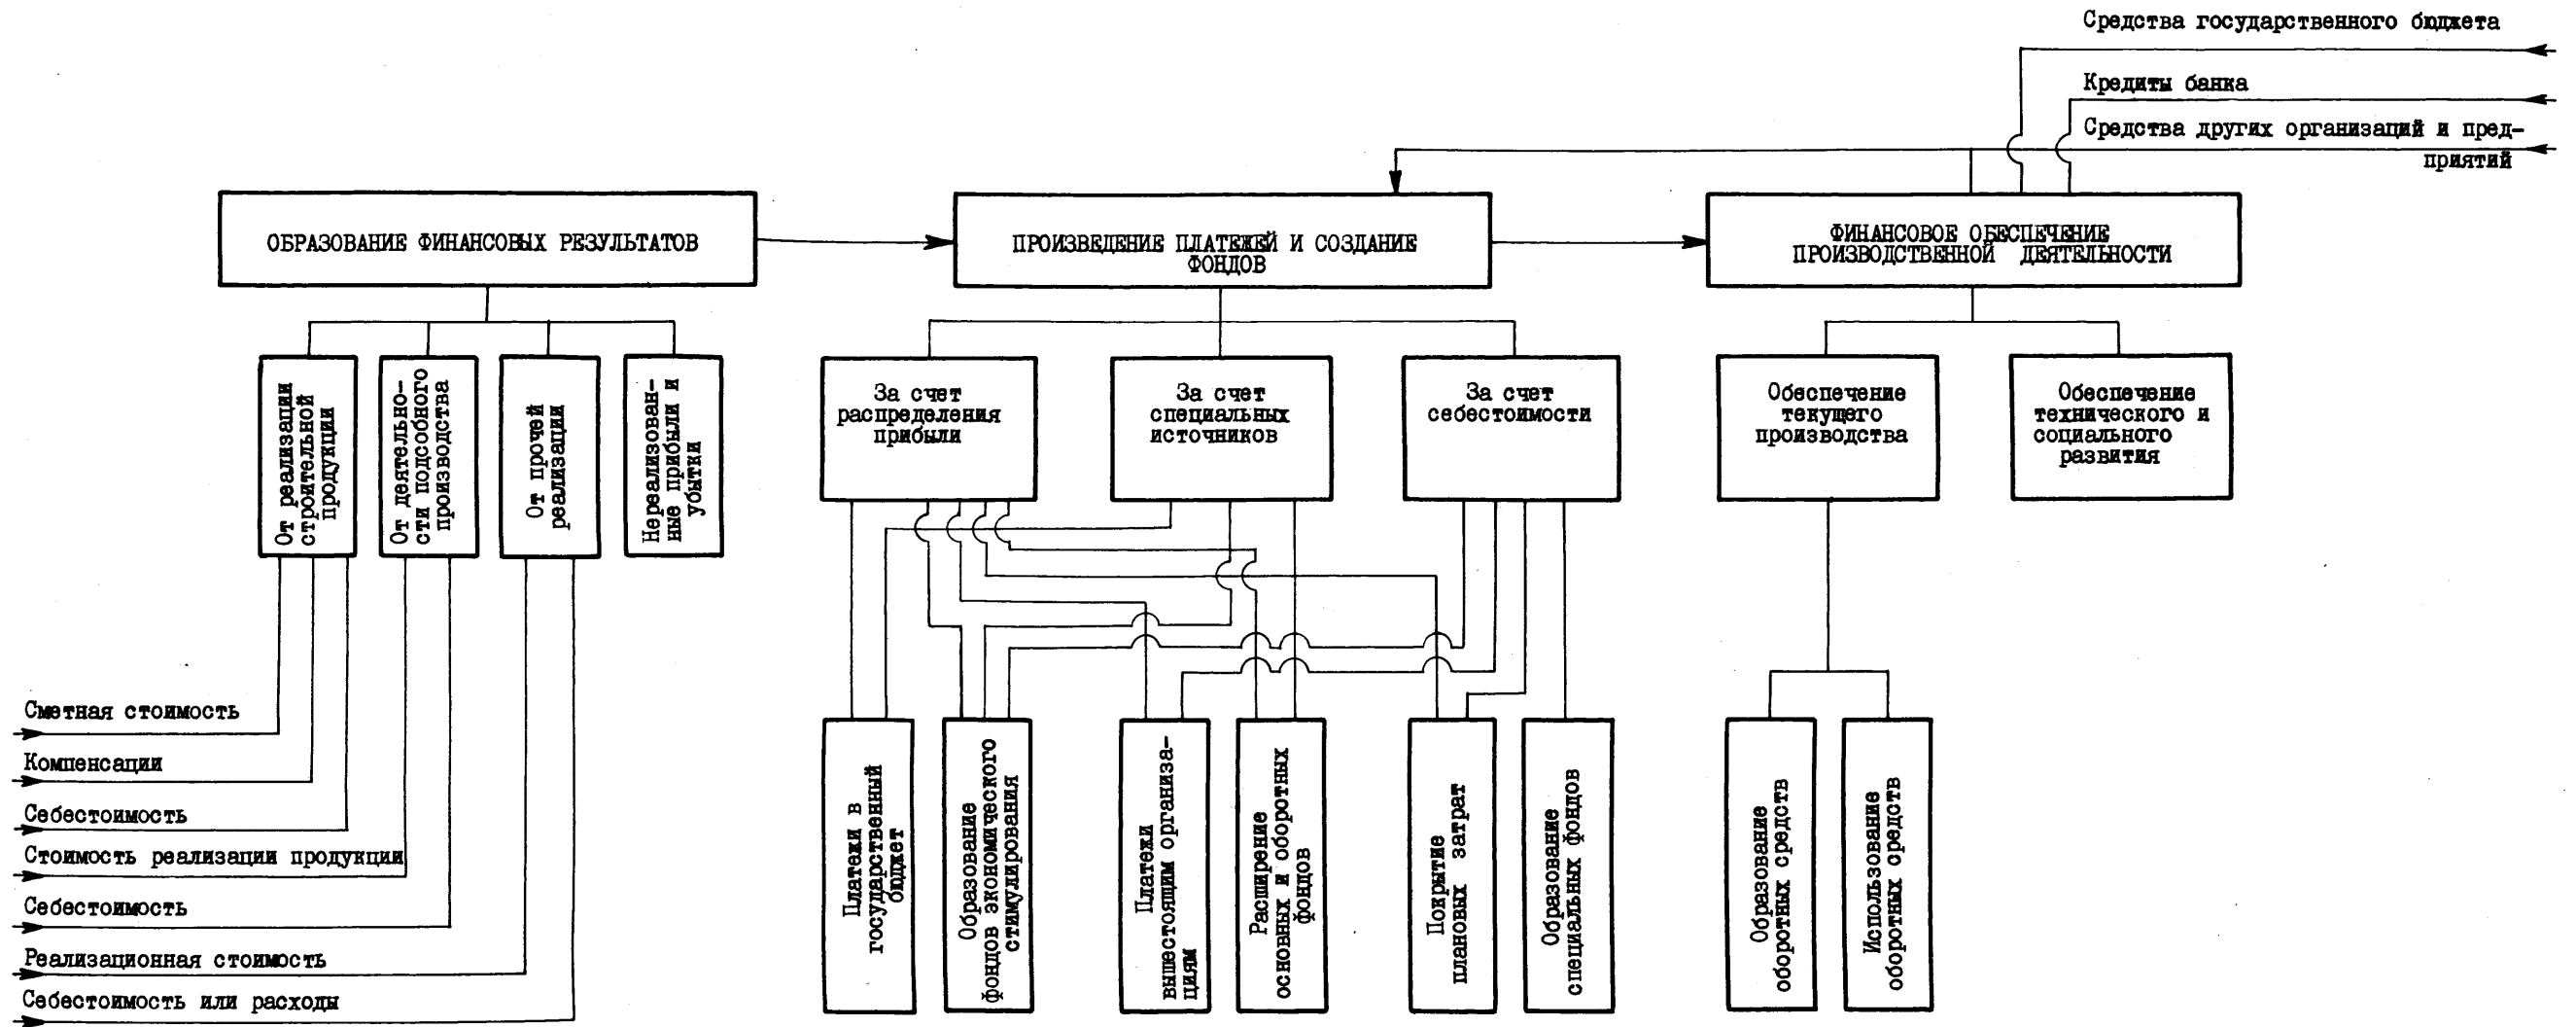 Средства государственного бюджета
Кредиты банка
Средства других организаций и пред-
приятий
ОБРАЗОВАНИЕ ФИНАНСОВЫХ РЕЗУЛЬТАТОВ
ПРОИЗВЕДЕНИЕ ПЛАТЕЖЕЙ И СОЗДАНИЕ
ФОНДОВ
ФИНАНСОВОЕ ОБЕСПЕЧЕНИЕ
ПРОИЗВОДСТВЕННОЙ ДЕЯТЕЛЬНОСТИ
От реализации
строительной
продукции
От деятельно-
сти подсобного
производства
От прочей
реализации
Нереализован-
ные прибыли и
убытки
За счет
распределения
прибыли
За счет
специальных
источников
За счет
себестоимости
Обеспечение
текущего
производства
Обеспечение
технического и
социального
развития
Сметная стоимость
Компенсации
Себестоимость
Стоимость реализации продукции
Себестоимость
Реализационная стоимость
Себестоимость или расходы
Платежи в
государственный
бюджет
Образование
фондов экономического
стимулирования
Платежи
вышестоящим организа-
циям
Расширение
основных и оборотных
фондов
Покрытие
плановых затрат
Образование
специальных фондов
Образование
оборотных средств
Использование
оборотных средств